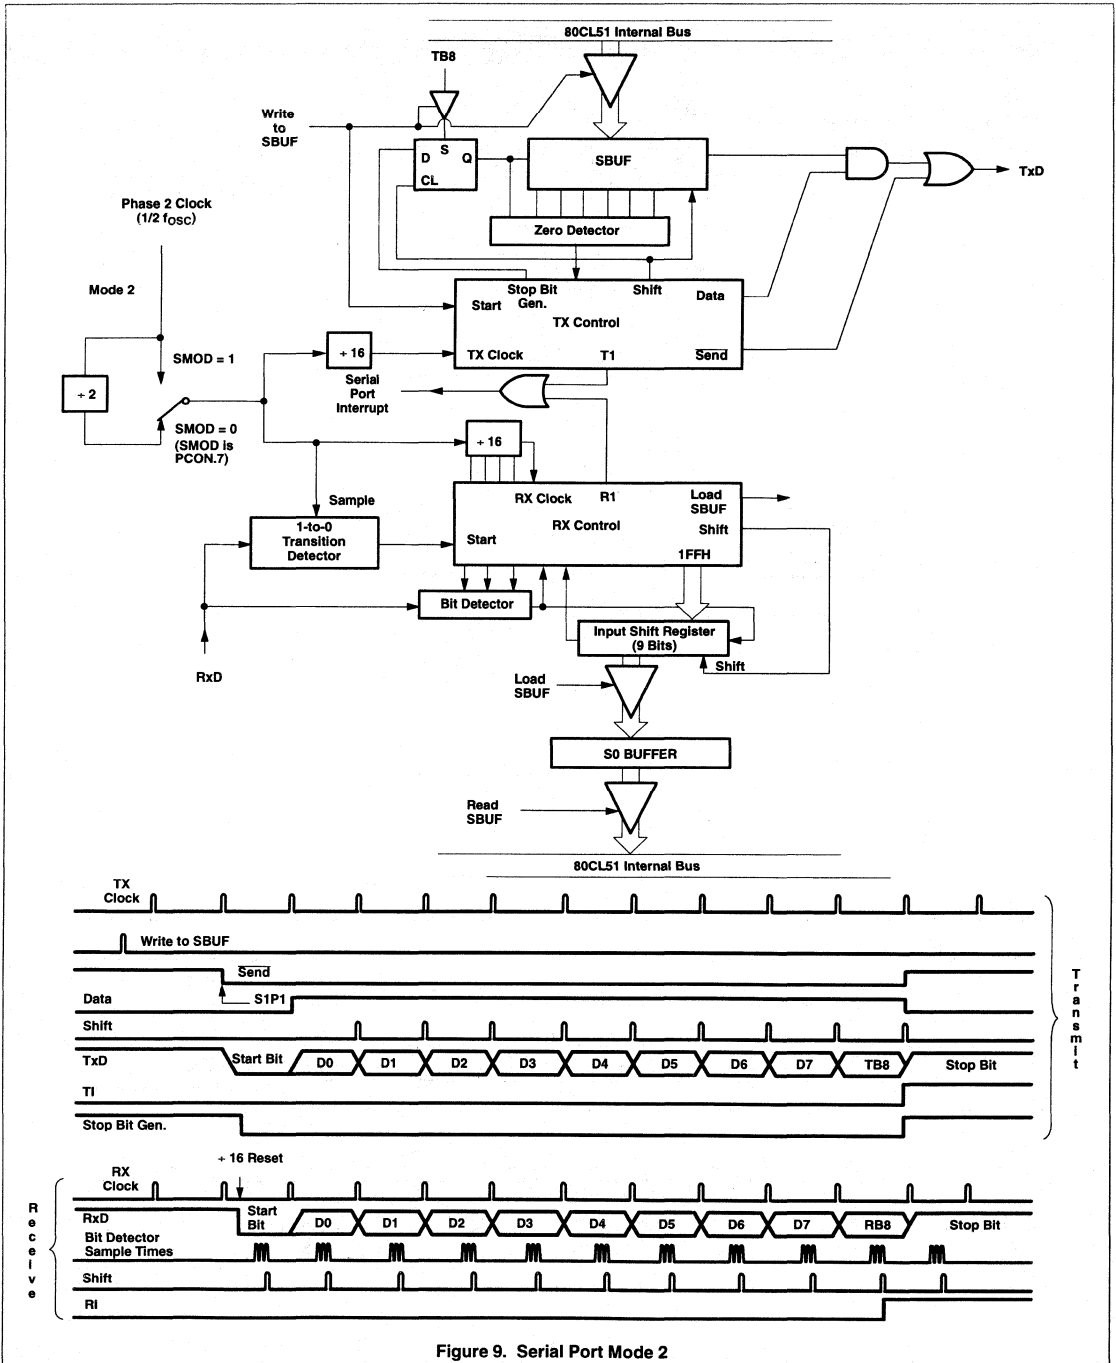 80CL51 Internal Bus
TB8
Write
to
SBUF
S
D Q
CL
SBUF
TxD
Phase 2 Clock
(1/2 fOSC)
Zero Detector
Mode 2
Stop Bit
Gen.
Shift
Data
Start
TX Control
SMOD = 1
÷ 16
TX Clock
T1
Send
÷ 2
Serial
Port
Interrupt
SMOD = 0
(SMOD is
PCON.7)
÷ 16
Sample
RX Clock
R1
Load
SBUF
RX Control
Shift
1-to-0
Transition
Detector
Start
1FFH
Bit Detector
Input Shift Register
(9 Bits)
Shift
RxD
Load
SBUF
S0 BUFFER
Read
SBUF
80CL51 Internal Bus
TX
Clock
Write to SBUF
Send
S1P1
Data
Shift
TxD
Start Bit D0 D1 D2 D3 D4 D5 D6 D7 TB8 Stop Bit
TI
Stop Bit Gen.
Transmit
÷ 16 Reset
RX
Clock
RxD
Start
Bit
D0 D1 D2 D3 D4 D5 D6 D7 RB8 Stop Bit
Bit Detector
Sample Times
Shift
RI
Receive
Figure 9. Serial Port Mode 2